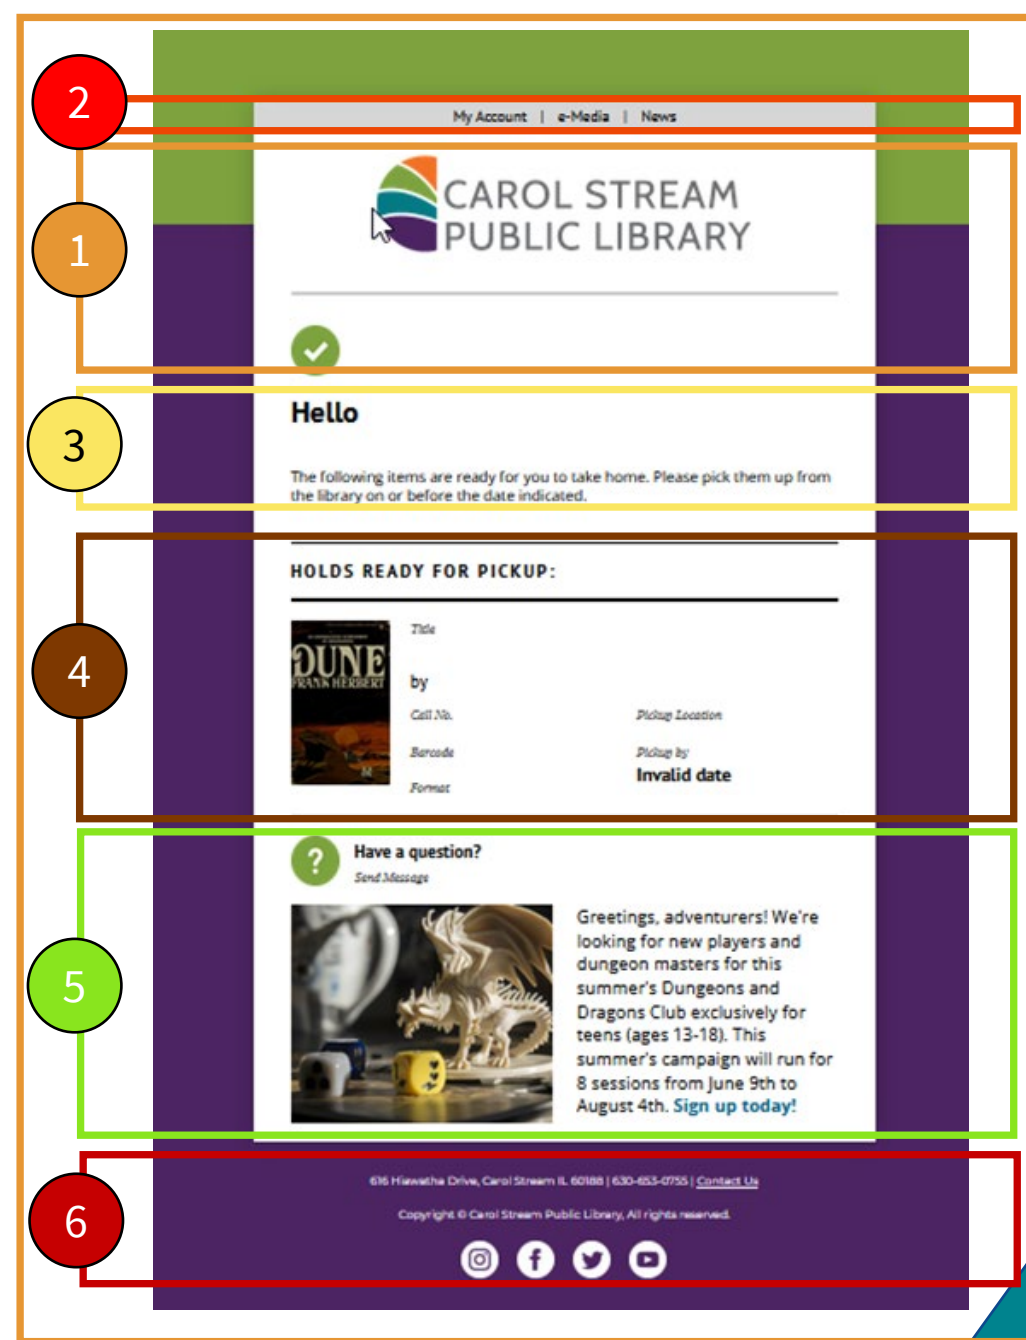 2
My Account | e-Media | News
1
CAROL STREAM
PUBLIC LIBRARY
3
Hello
The following items are ready for you to take home. Please pick them up from
the library on or before the date indicated.
4
HOLDS READY FOR PICKUP:
DUNE
FRANK HERBERT
Title
by
Call No.
Pickup Location
Barcode
Pickup by
Invalid date
Format
5
?
Have a question?
Send Message
Greetings, adventurers! We're
looking for new players and
dungeon masters for this
summer's Dungeons and
Dragons Club exclusively for
teens (ages 13-18). This
summer's campaign will run for
8 sessions from June 9th to
August 4th. Sign up today!
6
616 Hiawatha Drive, Carol Stream IL 60188 | 630-653-0755 | Contact Us
Copyright © Carol Stream Public Library, All rights reserved.